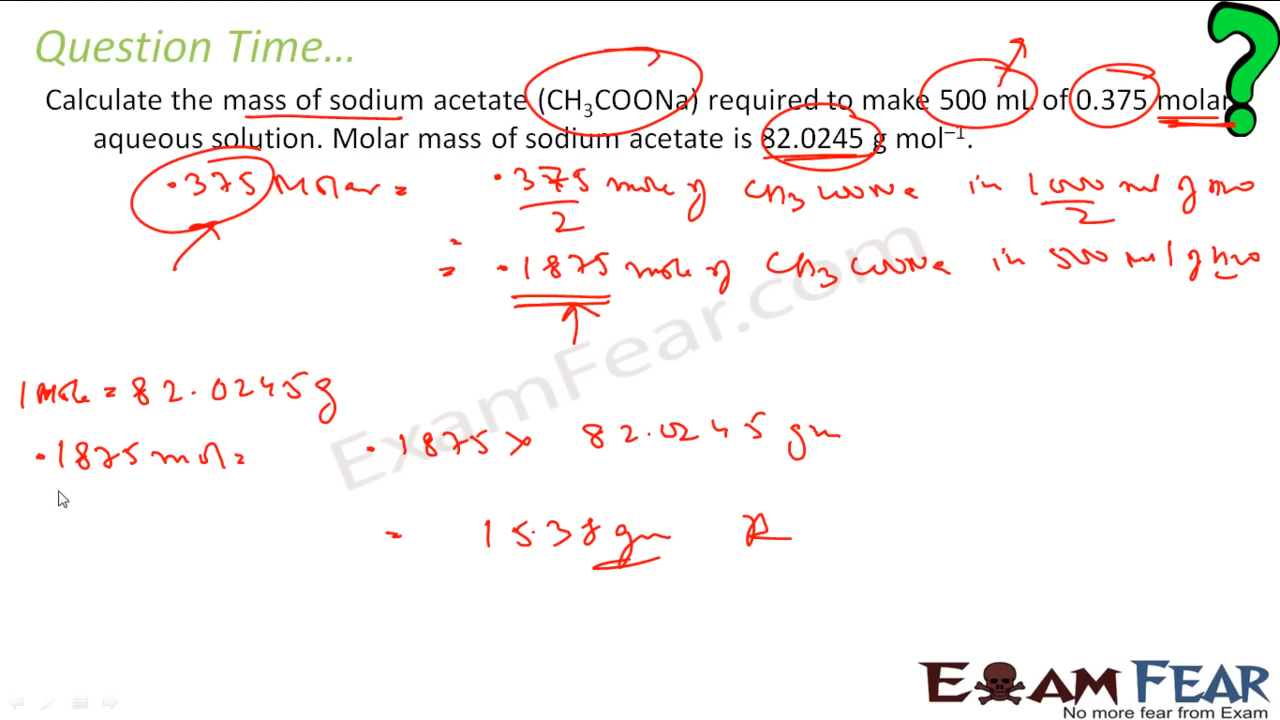 Question Time...
Calculate the mass of sodium acetate (CH₃COONa) required to make 500 mL of 0.375 molar
aqueous solution. Molar mass of sodium acetate is 82.0245 g mol⁻¹.
.375 Molar = .375/2 mole of CH3COONa in 1000/2 ml of H2O
= .1875 mole of CH3COONa in 500 ml of H2O
1 mole = 82.0245 g
.1875 mol = .1875 × 82.0245 gm
= 15.38 gm
ExamFear.com
EXAM FEAR
No more fear from Exam